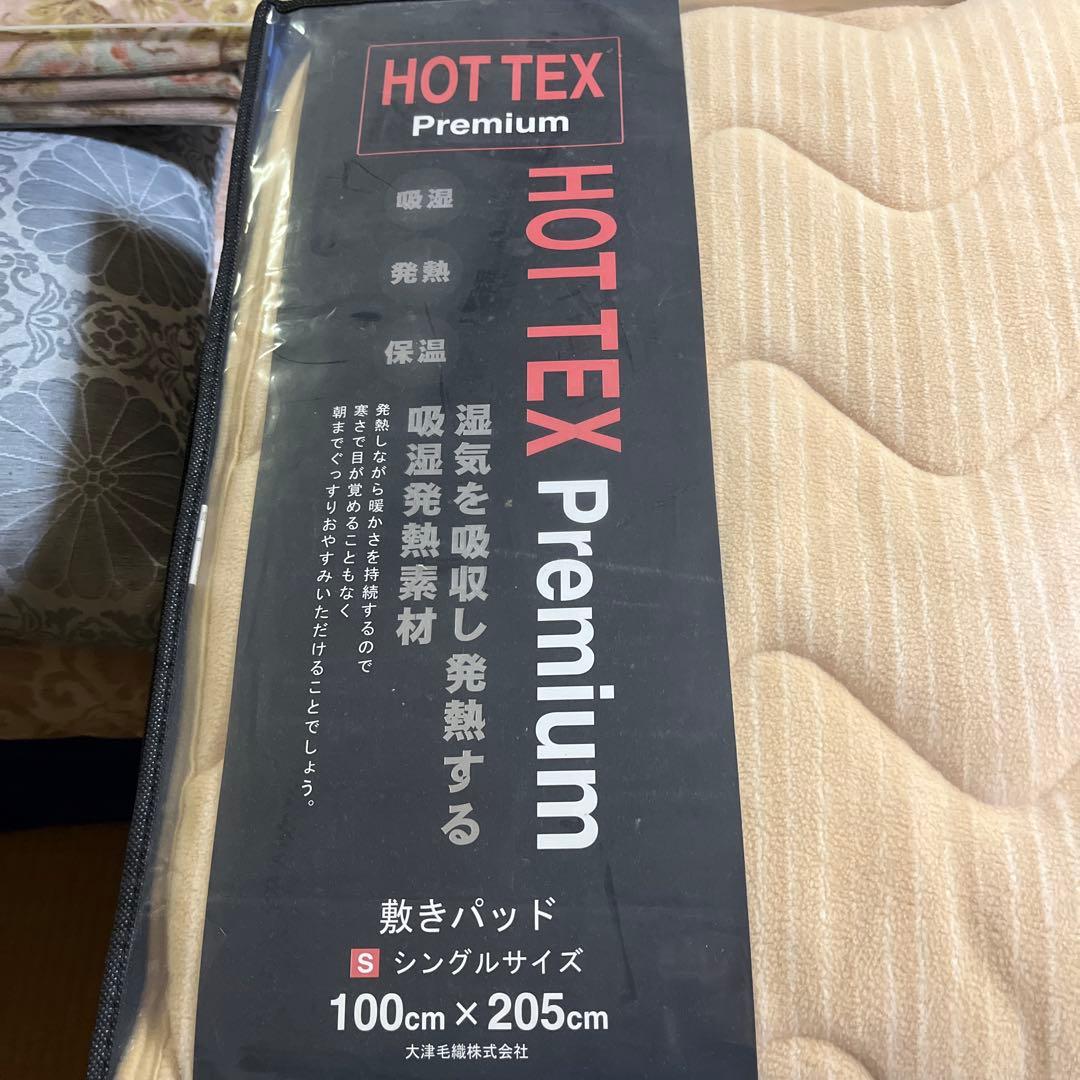 HOT TEX
Premium
HOT TEX Premium
吸湿
発熱
保温
湿気を吸収し発熱する
吸湿発熱素材
発熱しながら暖かさを持続するので
寒さで目が覚めることもなく
朝までぐっすりおやすみいただけることでしょう。
敷きパッド
S シングルサイズ
100cm×205cm
大津毛織株式会社